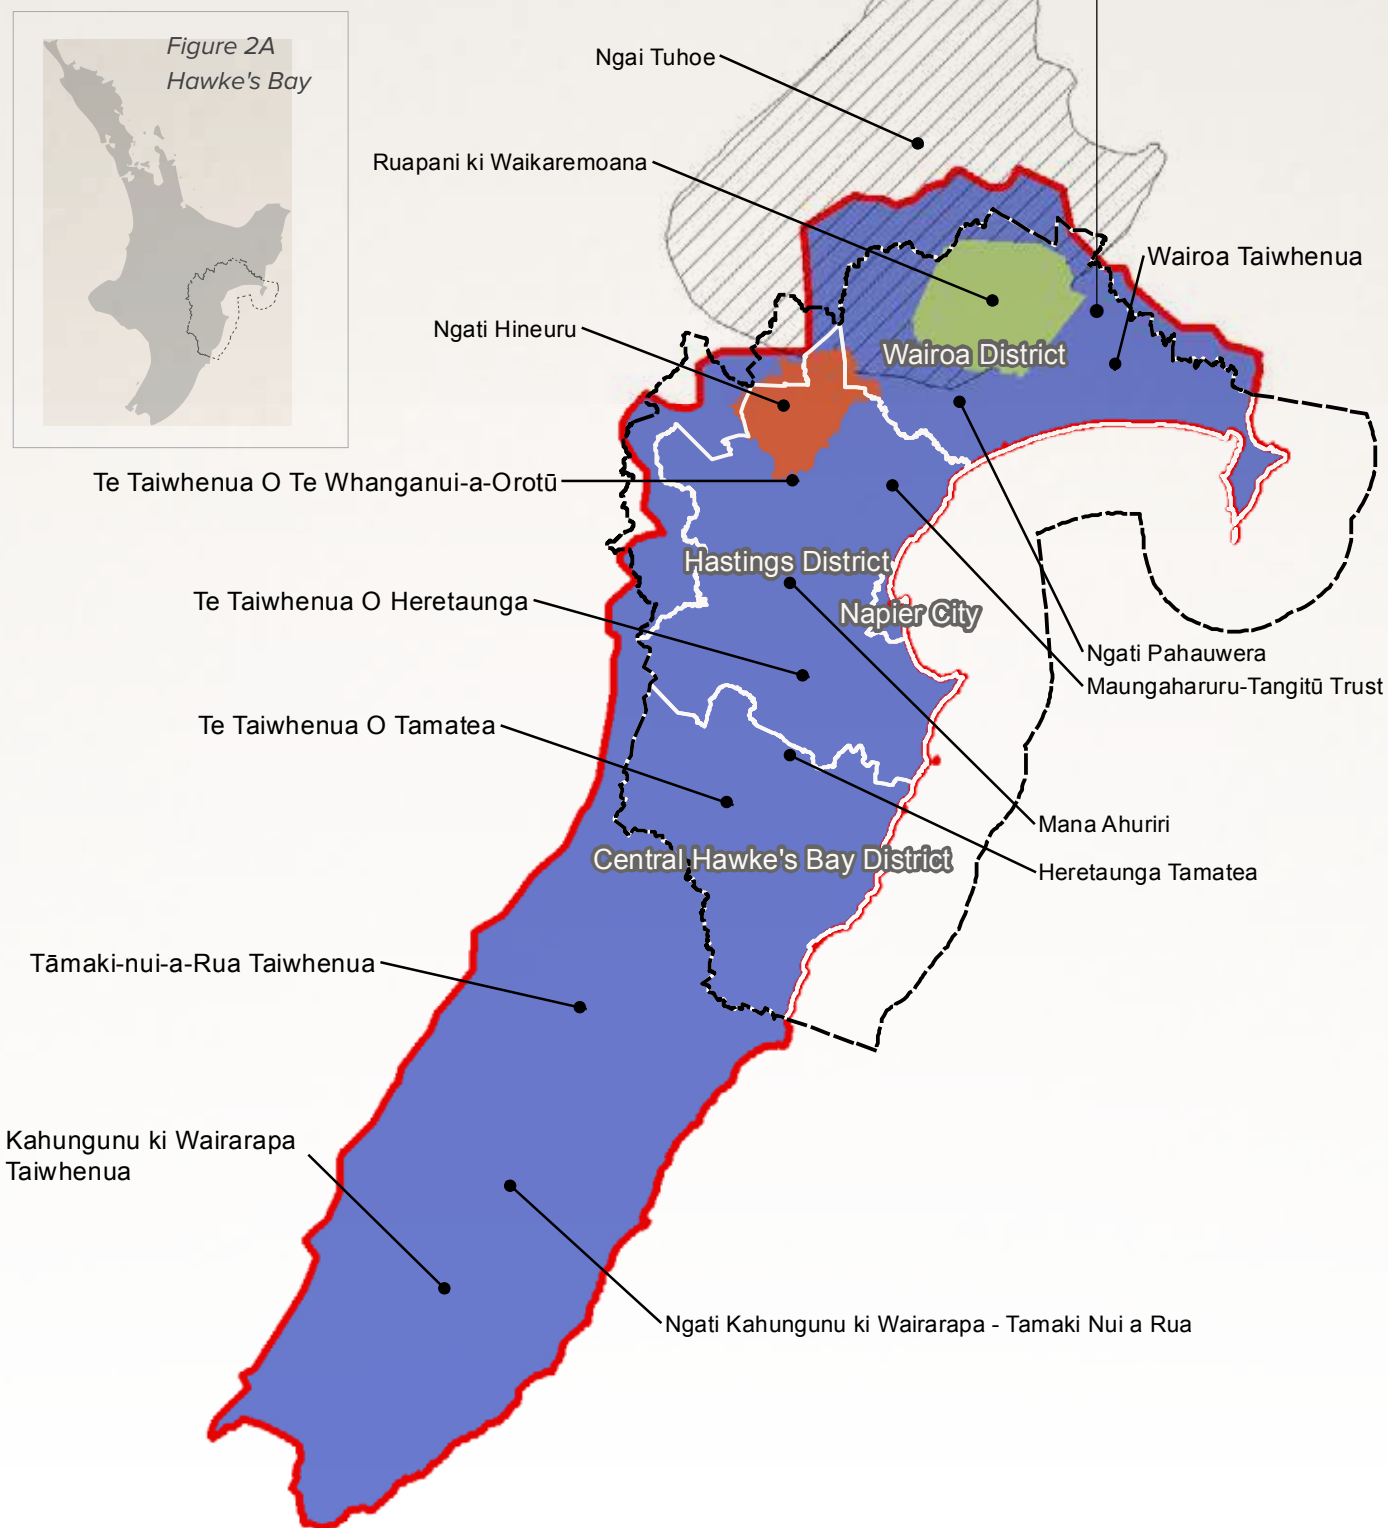 Figure 2A
Hawke's Bay
Ngai Tuhoe
Ruapani ki Waikaremoana
Wairoa Taiwhenua
Ngati Hineuru
Wairoa District
Te Taiwhenua O Te Whanganui-a-Orotū
Hastings District
Te Taiwhenua O Heretaunga
Napier City
Ngati Pahauwera
Maungaharuru-Tangitū Trust
Te Taiwhenua O Tamatea
Mana Ahuriri
Central Hawke's Bay District
Heretaunga Tamatea
Tāmaki-nui-a-Rua Taiwhenua
Kahungunu ki Wairarapa
Taiwhenua
Ngati Kahungunu ki Wairarapa - Tamaki Nui a Rua